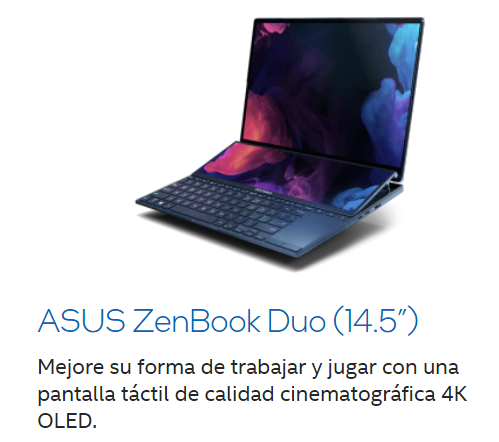 ASUS ZenBook Duo (14.5”)
Mejore su forma de trabajar y jugar con una
pantalla táctil de calidad cinematográfica 4K
OLED.